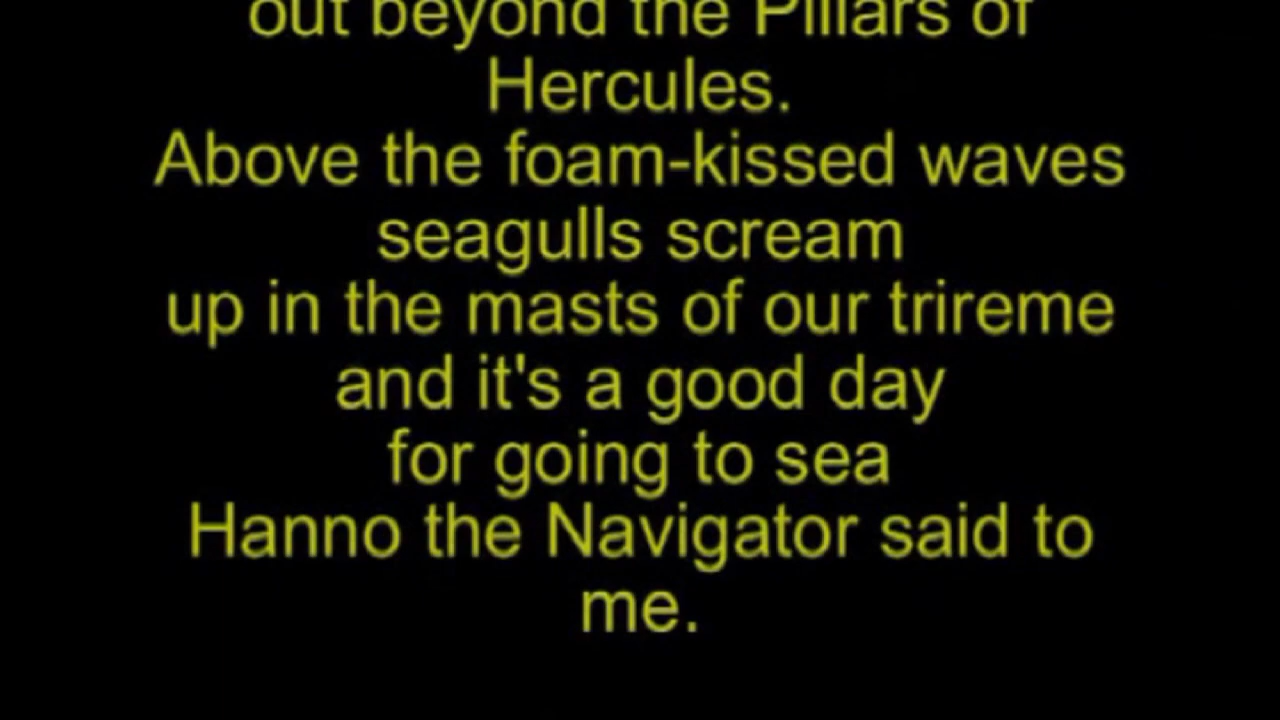 out beyond the Pillars of
Hercules.
Above the foam-kissed waves
seagulls scream
up in the masts of our trireme
and it's a good day
for going to sea
Hanno the Navigator said to
me.